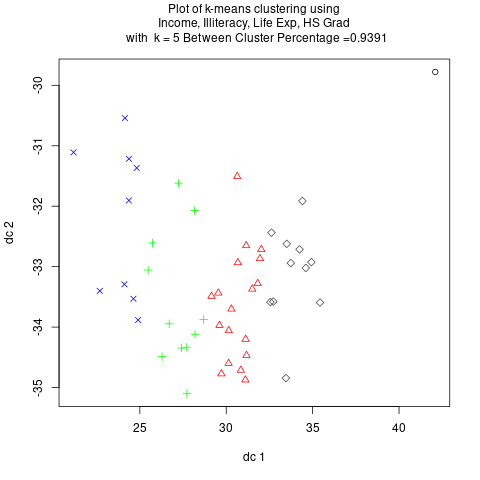 Plot of k-means clustering using
Income, Illiteracy, Life Exp, HS Grad
with  k = 5 Between Cluster Percentage =0.9391
-30
-31
-32
-33
-34
-35
dc 2
25 30 35 40
dc 1